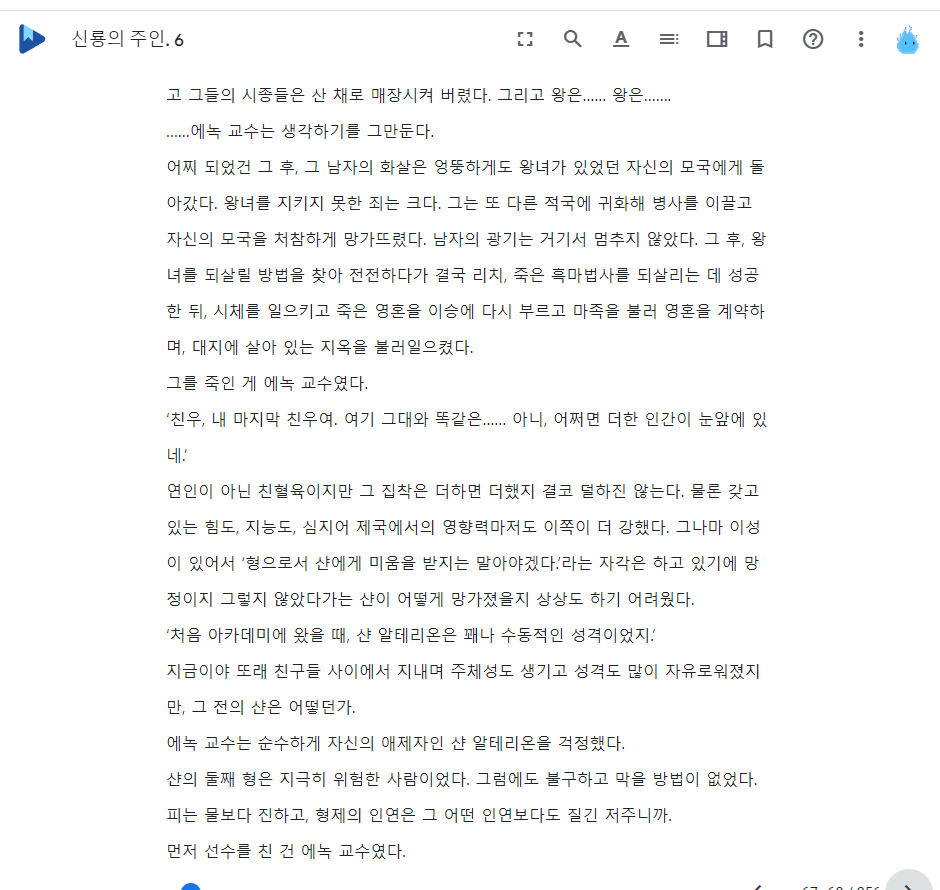 신룡의 주인. 6
고 그들의 시종들은 산 채로 매장시켜 버렸다. 그리고 왕은...... 왕은.......
......에녹 교수는 생각하기를 그만둔다.
어찌 되었건 그 후, 그 남자의 화살은 엉뚱하게도 왕녀가 있었던 자신의 모국에게 돌
아갔다. 왕녀를 지키지 못한 죄는 크다. 그는 또 다른 적국에 귀화해 병사를 이끌고
자신의 모국을 처참하게 망가뜨렸다. 남자의 광기는 거기서 멈추지 않았다. 그 후, 왕
녀를 되살릴 방법을 찾아 전전하다가 결국 리치, 죽은 흑마법사를 되살리는 데 성공
한 뒤, 시체를 일으키고 죽은 영혼을 이승에 다시 부르고 마족을 불러 영혼을 계약하
며, 대지에 살아 있는 지옥을 불러일으켰다.
그를 죽인 게 에녹 교수였다.
‘친우, 내 마지막 친우여. 여기 그대와 똑같은...... 아니, 어쩌면 더한 인간이 눈앞에 있
네.’
연인이 아닌 친혈육이지만 그 집착은 더하면 더했지 결코 덜하진 않는다. 물론 갖고
있는 힘도, 지능도, 심지어 제국에서의 영향력마저도 이쪽이 더 강했다. 그나마 이성
이 있어서 ‘형으로서 샨에게 미움을 받지는 말아야겠다.’라는 자각은 하고 있기에 망
정이지 그렇지 않았다가는 샨이 어떻게 망가졌을지 상상도 하기 어려웠다.
‘처음 아카데미에 왔을 때, 샨 알테리온은 꽤나 수동적인 성격이었지.’
지금이야 또래 친구들 사이에서 지내며 주체성도 생기고 성격도 많이 자유로워졌지
만, 그 전의 샨은 어떻던가.
에녹 교수는 순수하게 자신의 애제자인 샨 알테리온을 걱정했다.
샨의 둘째 형은 지극히 위험한 사람이었다. 그럼에도 불구하고 막을 방법이 없었다.
피는 물보다 진하고, 형제의 인연은 그 어떤 인연보다도 질긴 저주니까.
먼저 선수를 친 건 에녹 교수였다.